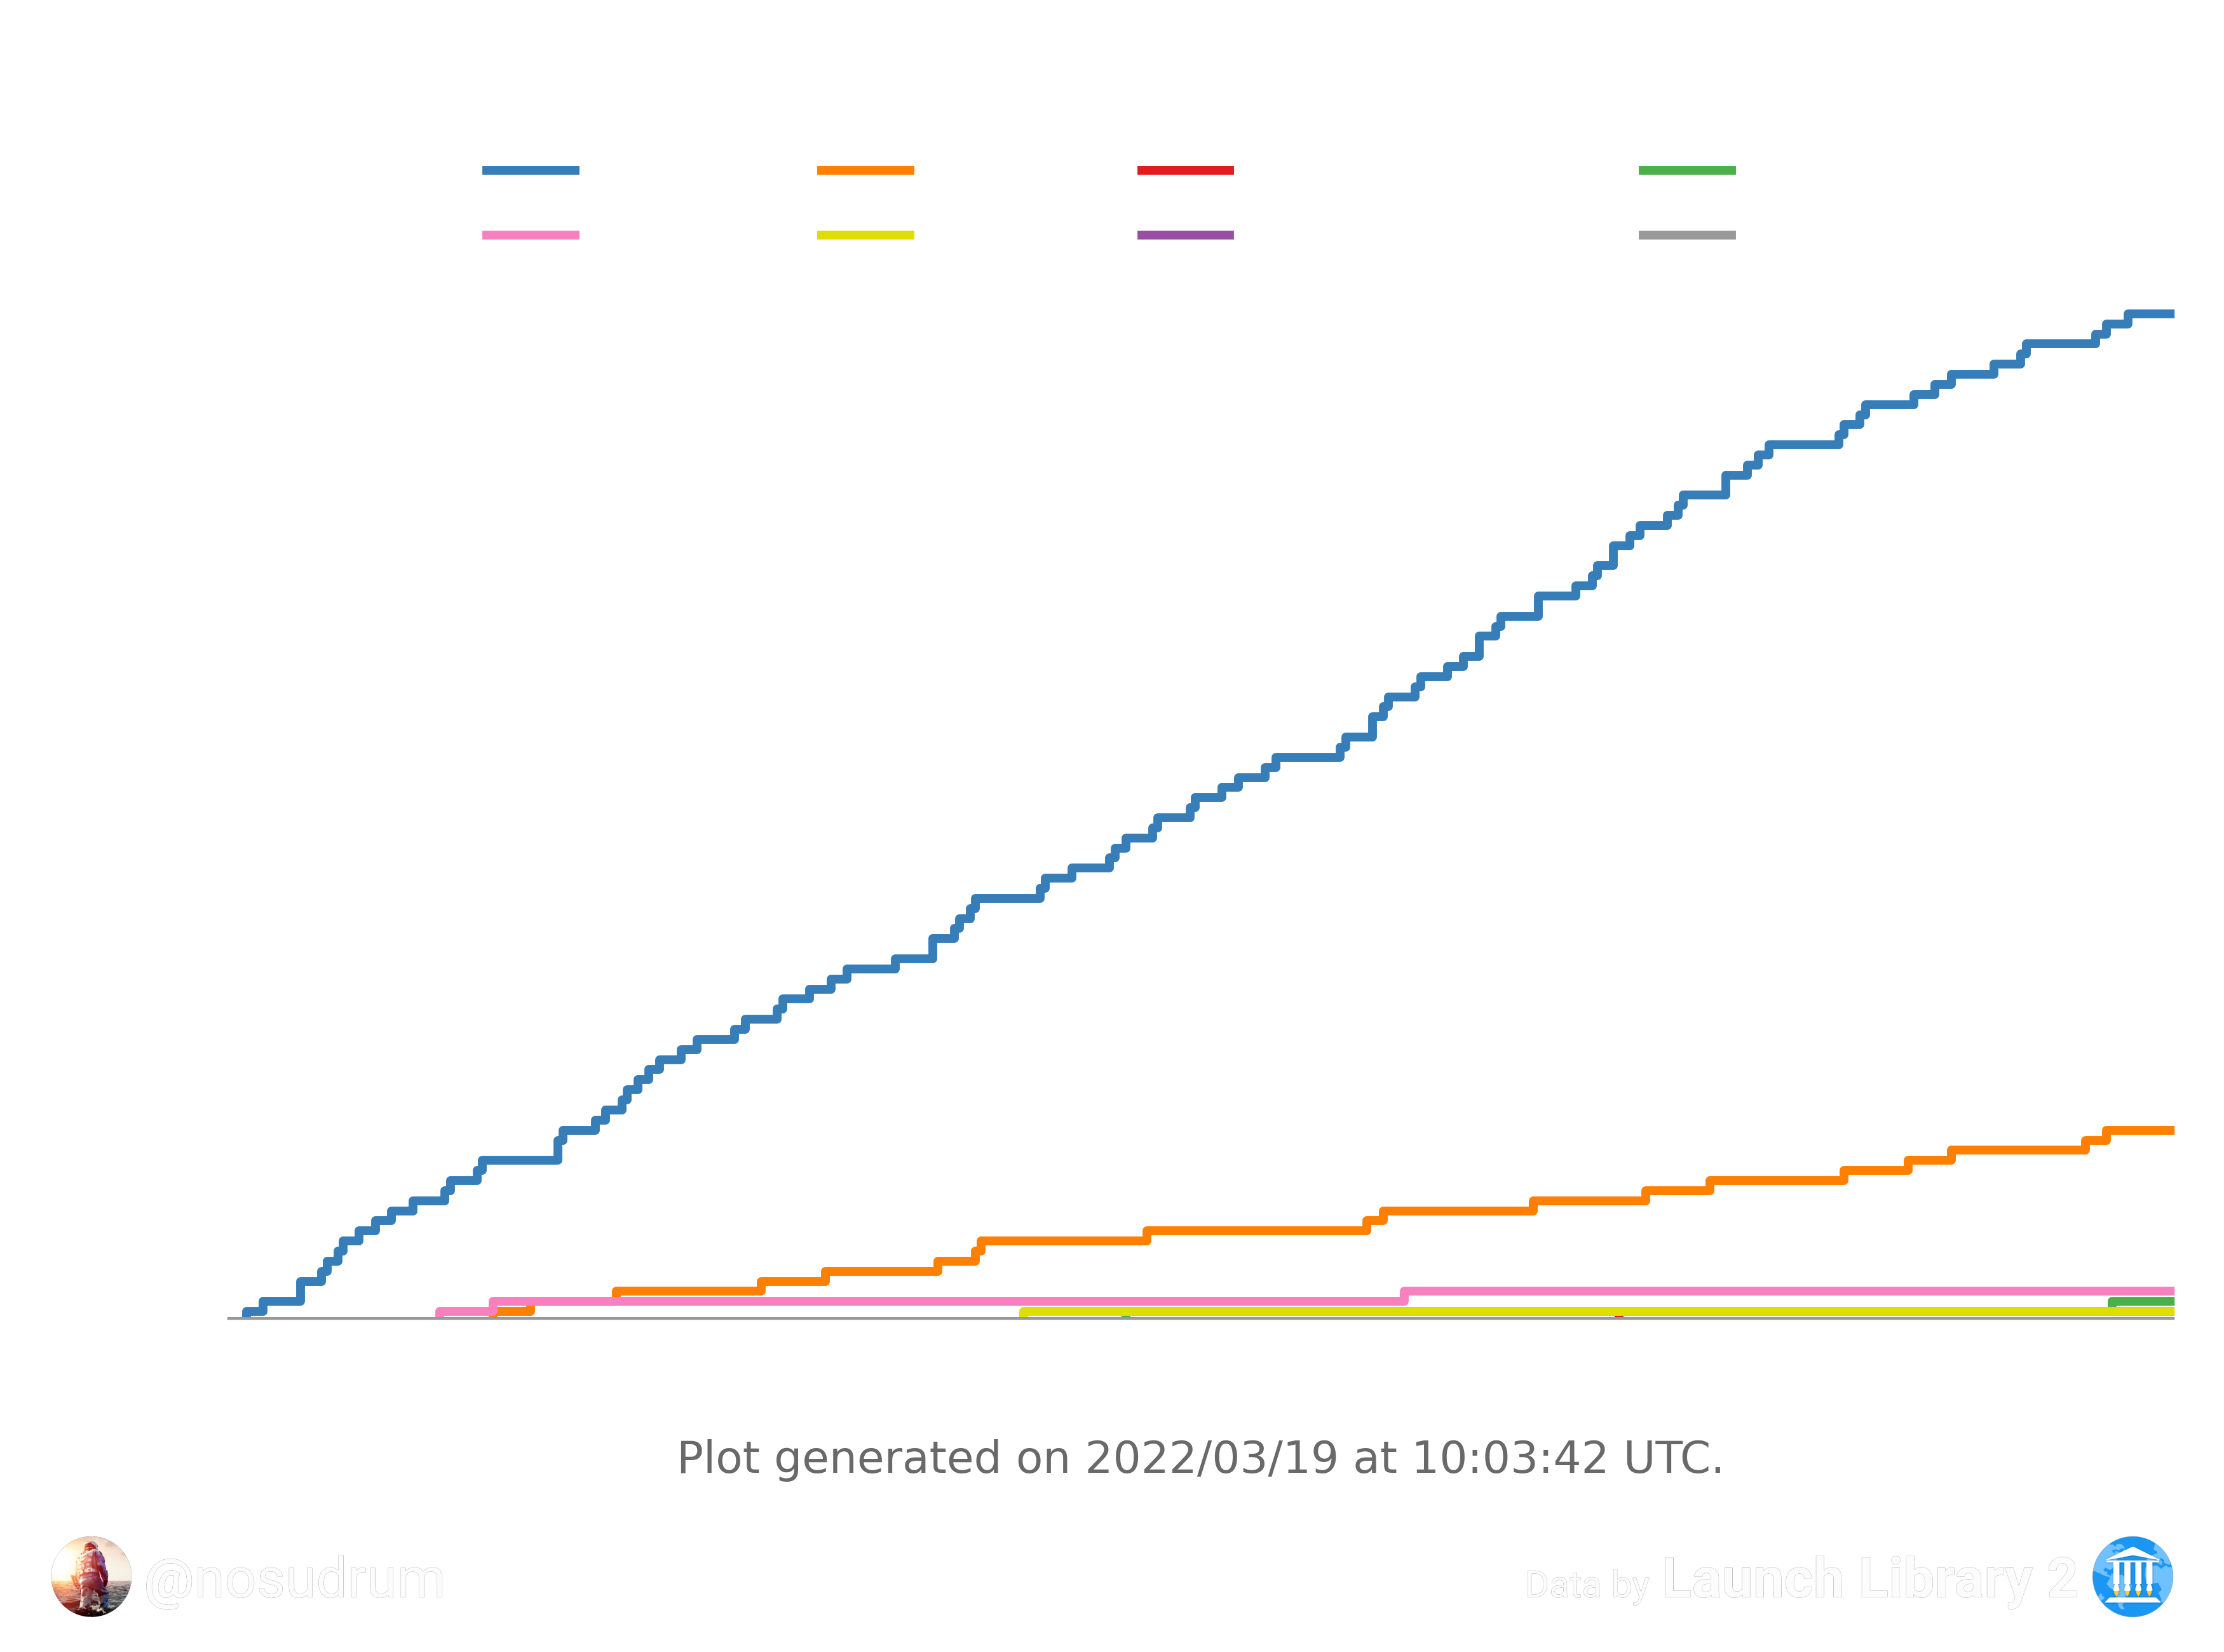 Plot generated on 2022/03/19 at 10:03:42 UTC.
@nosudrum
Data by Launch Library 2